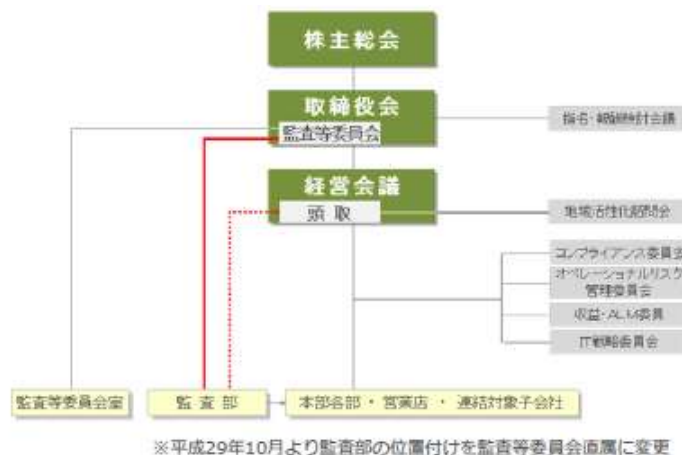 株主総会
取締役会
監査等委員会
指名・報酬検討会議
経営会議
頭取
地域活性化諮問会
コンプライアンス委員会
オペレーショナルリスク
管理委員会
収益・ALM委員
IT戦略委員会
監査等委員会室
監査部
本部各部 ・ 営業店 ・ 連結対象子会社
※平成29年10月より監査部の位置付けを監査等委員会直属に変更